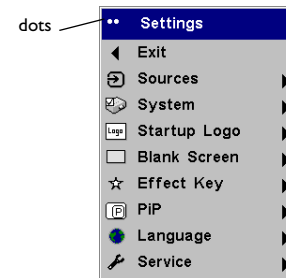 dots
Settings
Exit
Sources
System
Logo Startup Logo
Blank Screen
Effect Key
P PiP
Language
Service